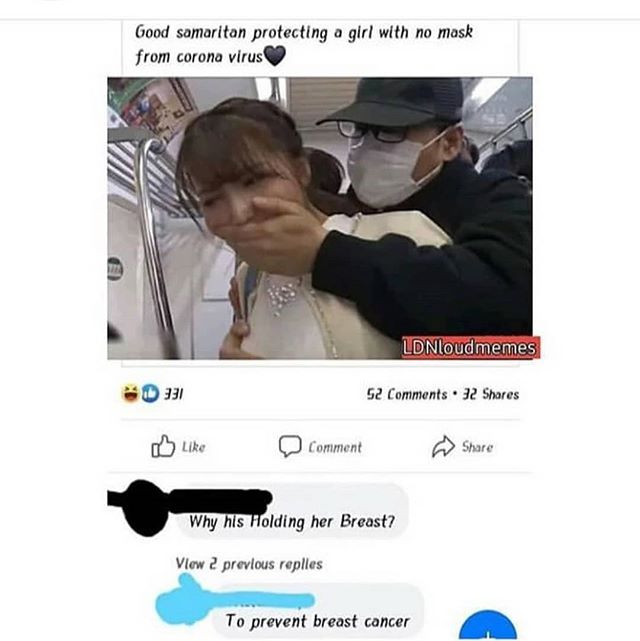 Good samaritan protecting a girl with no mask
from corona virus🖤
LDNloudmemes
331
52 Comments • 32 Shares
Like
Comment
Share
Why his Holding her Breast?
View 2 previous replies
To prevent breast cancer